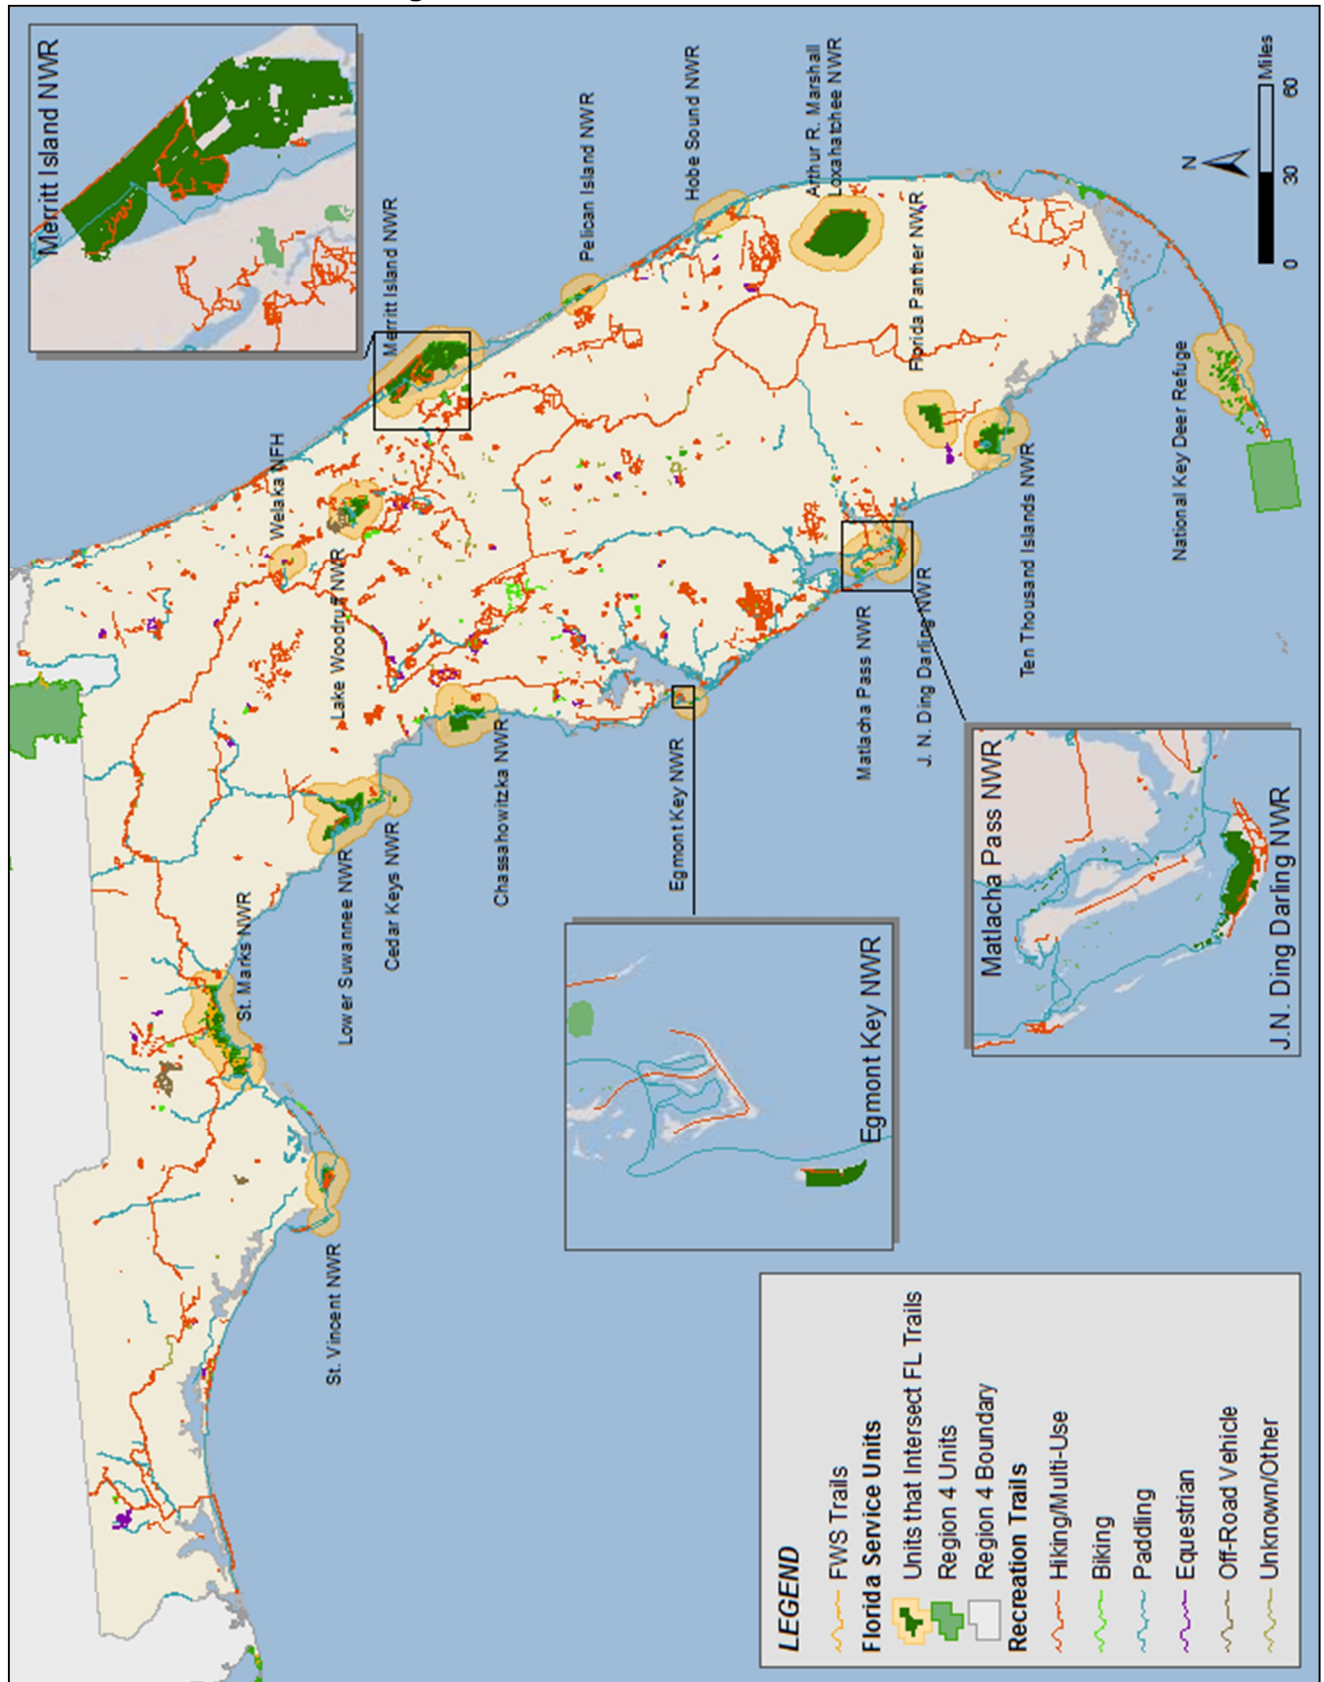 Merritt Island NWR
Merritt Island NWR
Pelican Island NWR
Hobe Sound NWR
Arthur R. Marshall
Loxahatchee NWR
Florida Panther NWR
Welaka NFH
Lake Woodruff NWR
St. Marks NWR
Lower Suwannee NWR
Cedar Keys NWR
Chassahowitzka NWR
Egmont Key NWR
Matlacha Pass NWR
J. N. Ding Darling NWR
Ten Thousand Islands NWR
National Key Deer Refuge
St. Vincent NWR
Egmont Key NWR
Matlacha Pass NWR
J.N. Ding Darling NWR
N
0 30 60
Miles
LEGEND
FWS Trails
Florida Service Units
Units that Intersect FL Trails
Region 4 Units
Region 4 Boundary
Recreation Trails
Hiking/Multi-Use
Biking
Paddling
Equestrian
Off-Road Vehicle
Unknown/Other